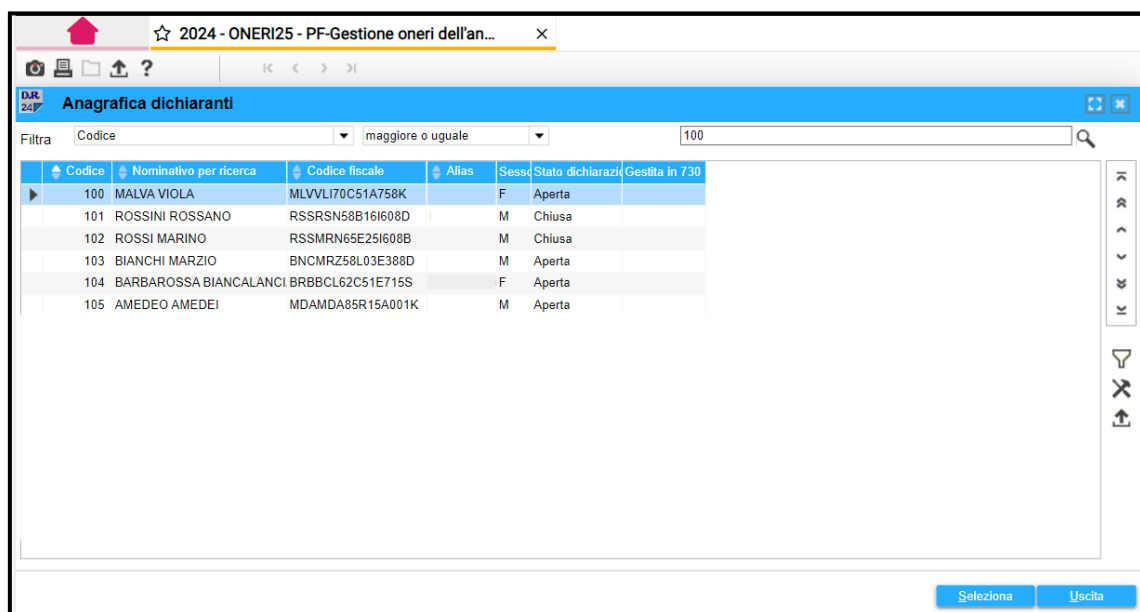 2024 - ONERI25 - PF-Gestione oneri dell'an...
?
D.R. 24 Anagrafica dichiaranti
Filtra Codice maggiore o uguale 100
Codice Nominativo per ricerca Codice fiscale Alias Sesso Stato dichiarazi Gestita in 730
100 MALVA VIOLA MLVVLI70C51A758K F Aperta
101 ROSSINI ROSSANO RSSRSN58B16I608D M Chiusa
102 ROSSI MARINO RSSMRN65E25I608B M Chiusa
103 BIANCHI MARZIO BNCMRZ58L03E388D M Aperta
104 BARBAROSSA BIANCALANCI BRBBCL62C51E715S F Aperta
105 AMEDEO AMEDEI MDAMDA85R15A001K M Aperta
Seleziona Uscita